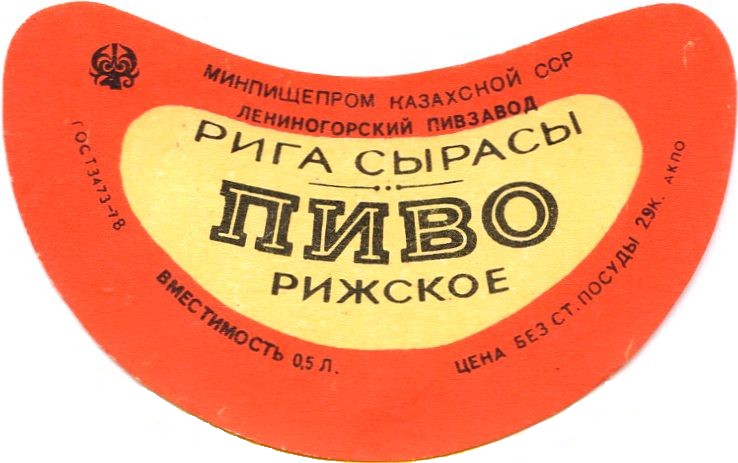 МИНПИЩЕПРОМ КАЗАХСКОЙ ССР
ЛЕНИНОГОРСКИЙ ПИВЗАВОД
РИГА СЫРАСЫ
ПИВО
РИЖСКОЕ
ГОСТ 3473-78
ВМЕСТИМОСТЬ 0,5 Л.
ЦЕНА БЕЗ СТ. ПОСУДЫ 29К. АКПО